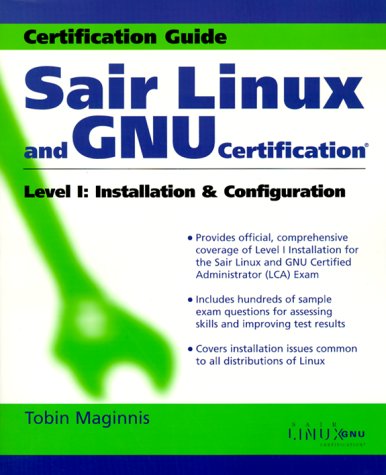 Certification Guide
Sair Linux
and GNU Certification®
Level I: Installation & Configuration
• Provides official, comprehensive
coverage of Level I Installation for
the Sair Linux and GNU Certified
Administrator (LCA) Exam
• Includes hundreds of sample
exam questions for assessing
skills and improving test results
• Covers installation issues common
to all distributions of Linux
Tobin Maginnis
SAIR
LINUX GNU
CERTIFICATION